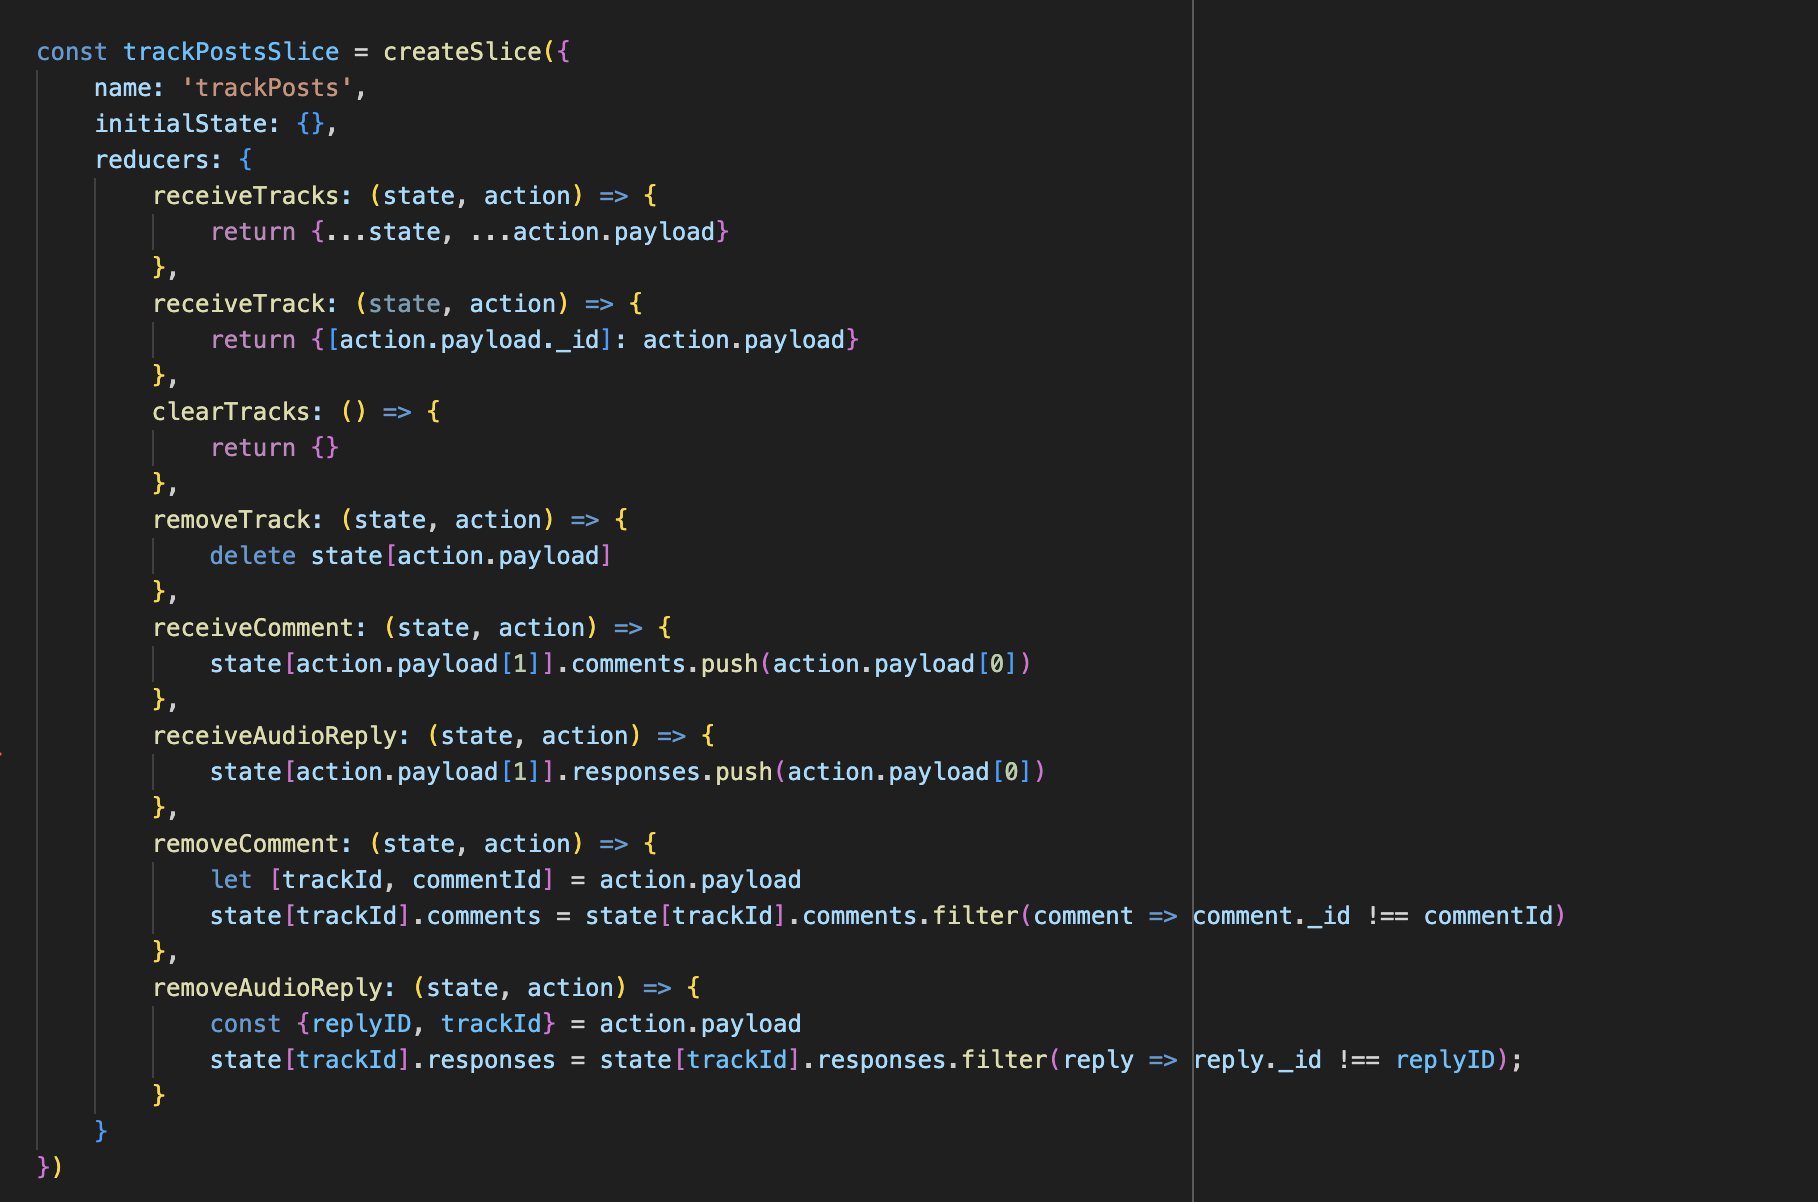 const trackPostsSlice = createSlice({
    name: 'trackPosts',
    initialState: {},
    reducers: {
        receiveTracks: (state, action) => {
            return {...state, ...action.payload}
        },
        receiveTrack: (state, action) => {
            return {[action.payload._id]: action.payload}
        },
        clearTracks: () => {
            return {}
        },
        removeTrack: (state, action) => {
            delete state[action.payload]
        },
        receiveComment: (state, action) => {
            state[action.payload[1]].comments.push(action.payload[0])
        },
        receiveAudioReply: (state, action) => {
            state[action.payload[1]].responses.push(action.payload[0])
        },
        removeComment: (state, action) => {
            let [trackId, commentId] = action.payload
            state[trackId].comments = state[trackId].comments.filter(comment => comment._id !== commentId)
        },
        removeAudioReply: (state, action) => {
            const {replyID, trackId} = action.payload
            state[trackId].responses = state[trackId].responses.filter(reply => reply._id !== replyID);
        }
    }
})